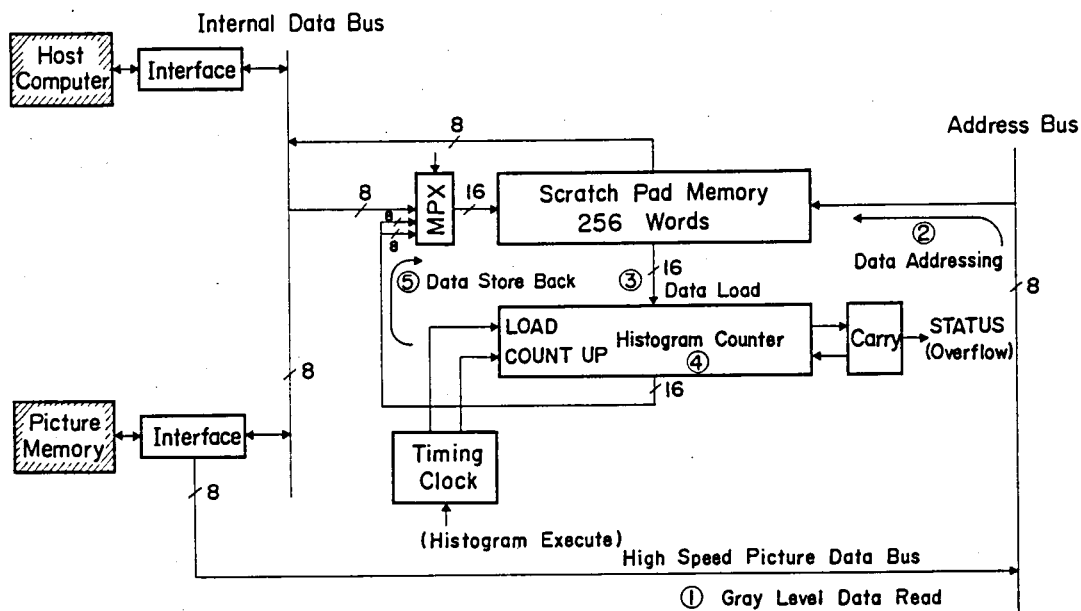 Internal Data Bus
Host
Computer
Interface
8
Address Bus
8
MPX
16
Scratch Pad Memory
256 Words
8
8
②
Data Addressing
⑤ Data Store Back
③
16
Data Load
8
LOAD
COUNT UP
Histogram Counter
④
Carry
STATUS
(Overflow)
8
16
Picture
Memory
Interface
Timing
Clock
8
(Histogram Execute)
High Speed Picture Data Bus
① Gray Level Data Read